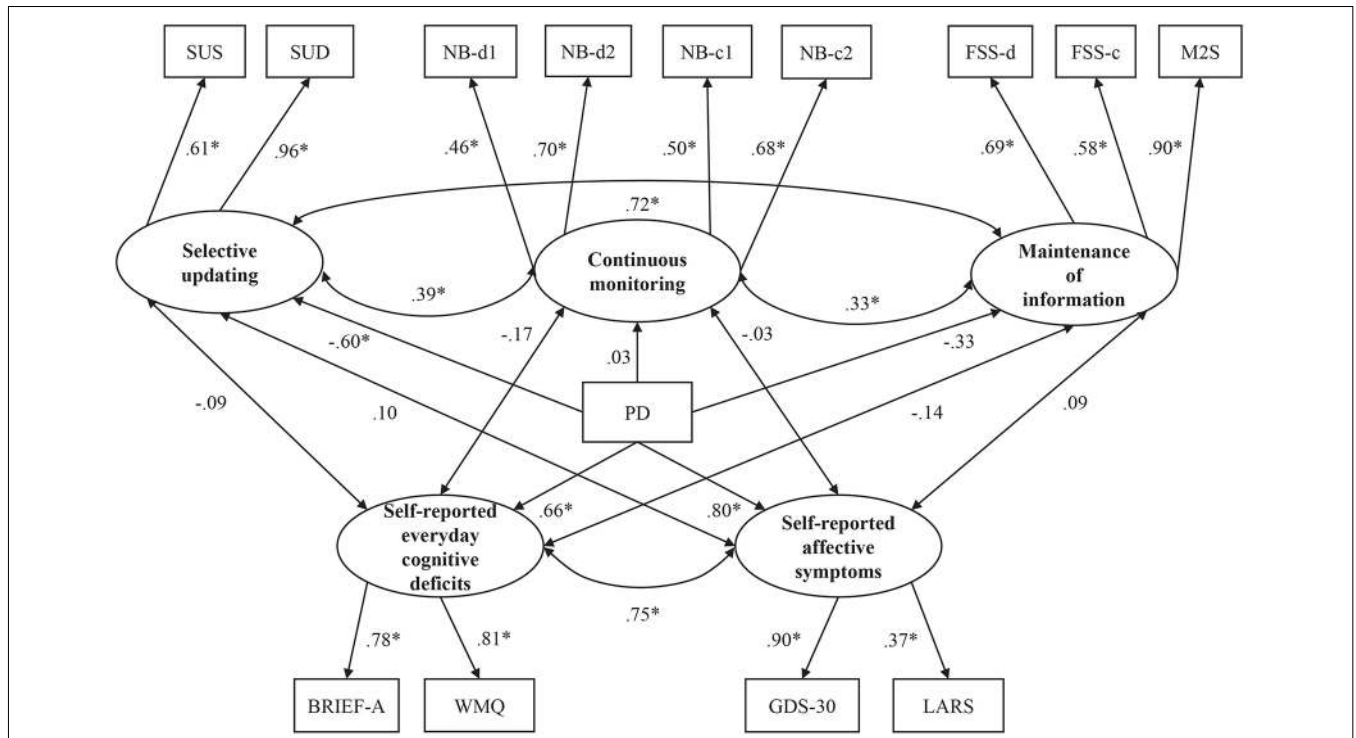 SUS
SUD
NB-d1
NB-d2
NB-c1
NB-c2
FSS-d
FSS-c
M2S
.61*
.96*
.46*
.70*
.50*
.68*
.69*
.58*
.90*
.72*
Selective
updating
Continuous
monitoring
Maintenance
of
information
.39*
.33*
-.60*
-.17
.03
-.03
-.33
-.09
.10
PD
-.14
.09
Self-reported
everyday
cognitive
deficits
.66*
.80*
Self-reported
affective
symptoms
.75*
.78*
.81*
.90*
.37*
BRIEF-A
WMQ
GDS-30
LARS